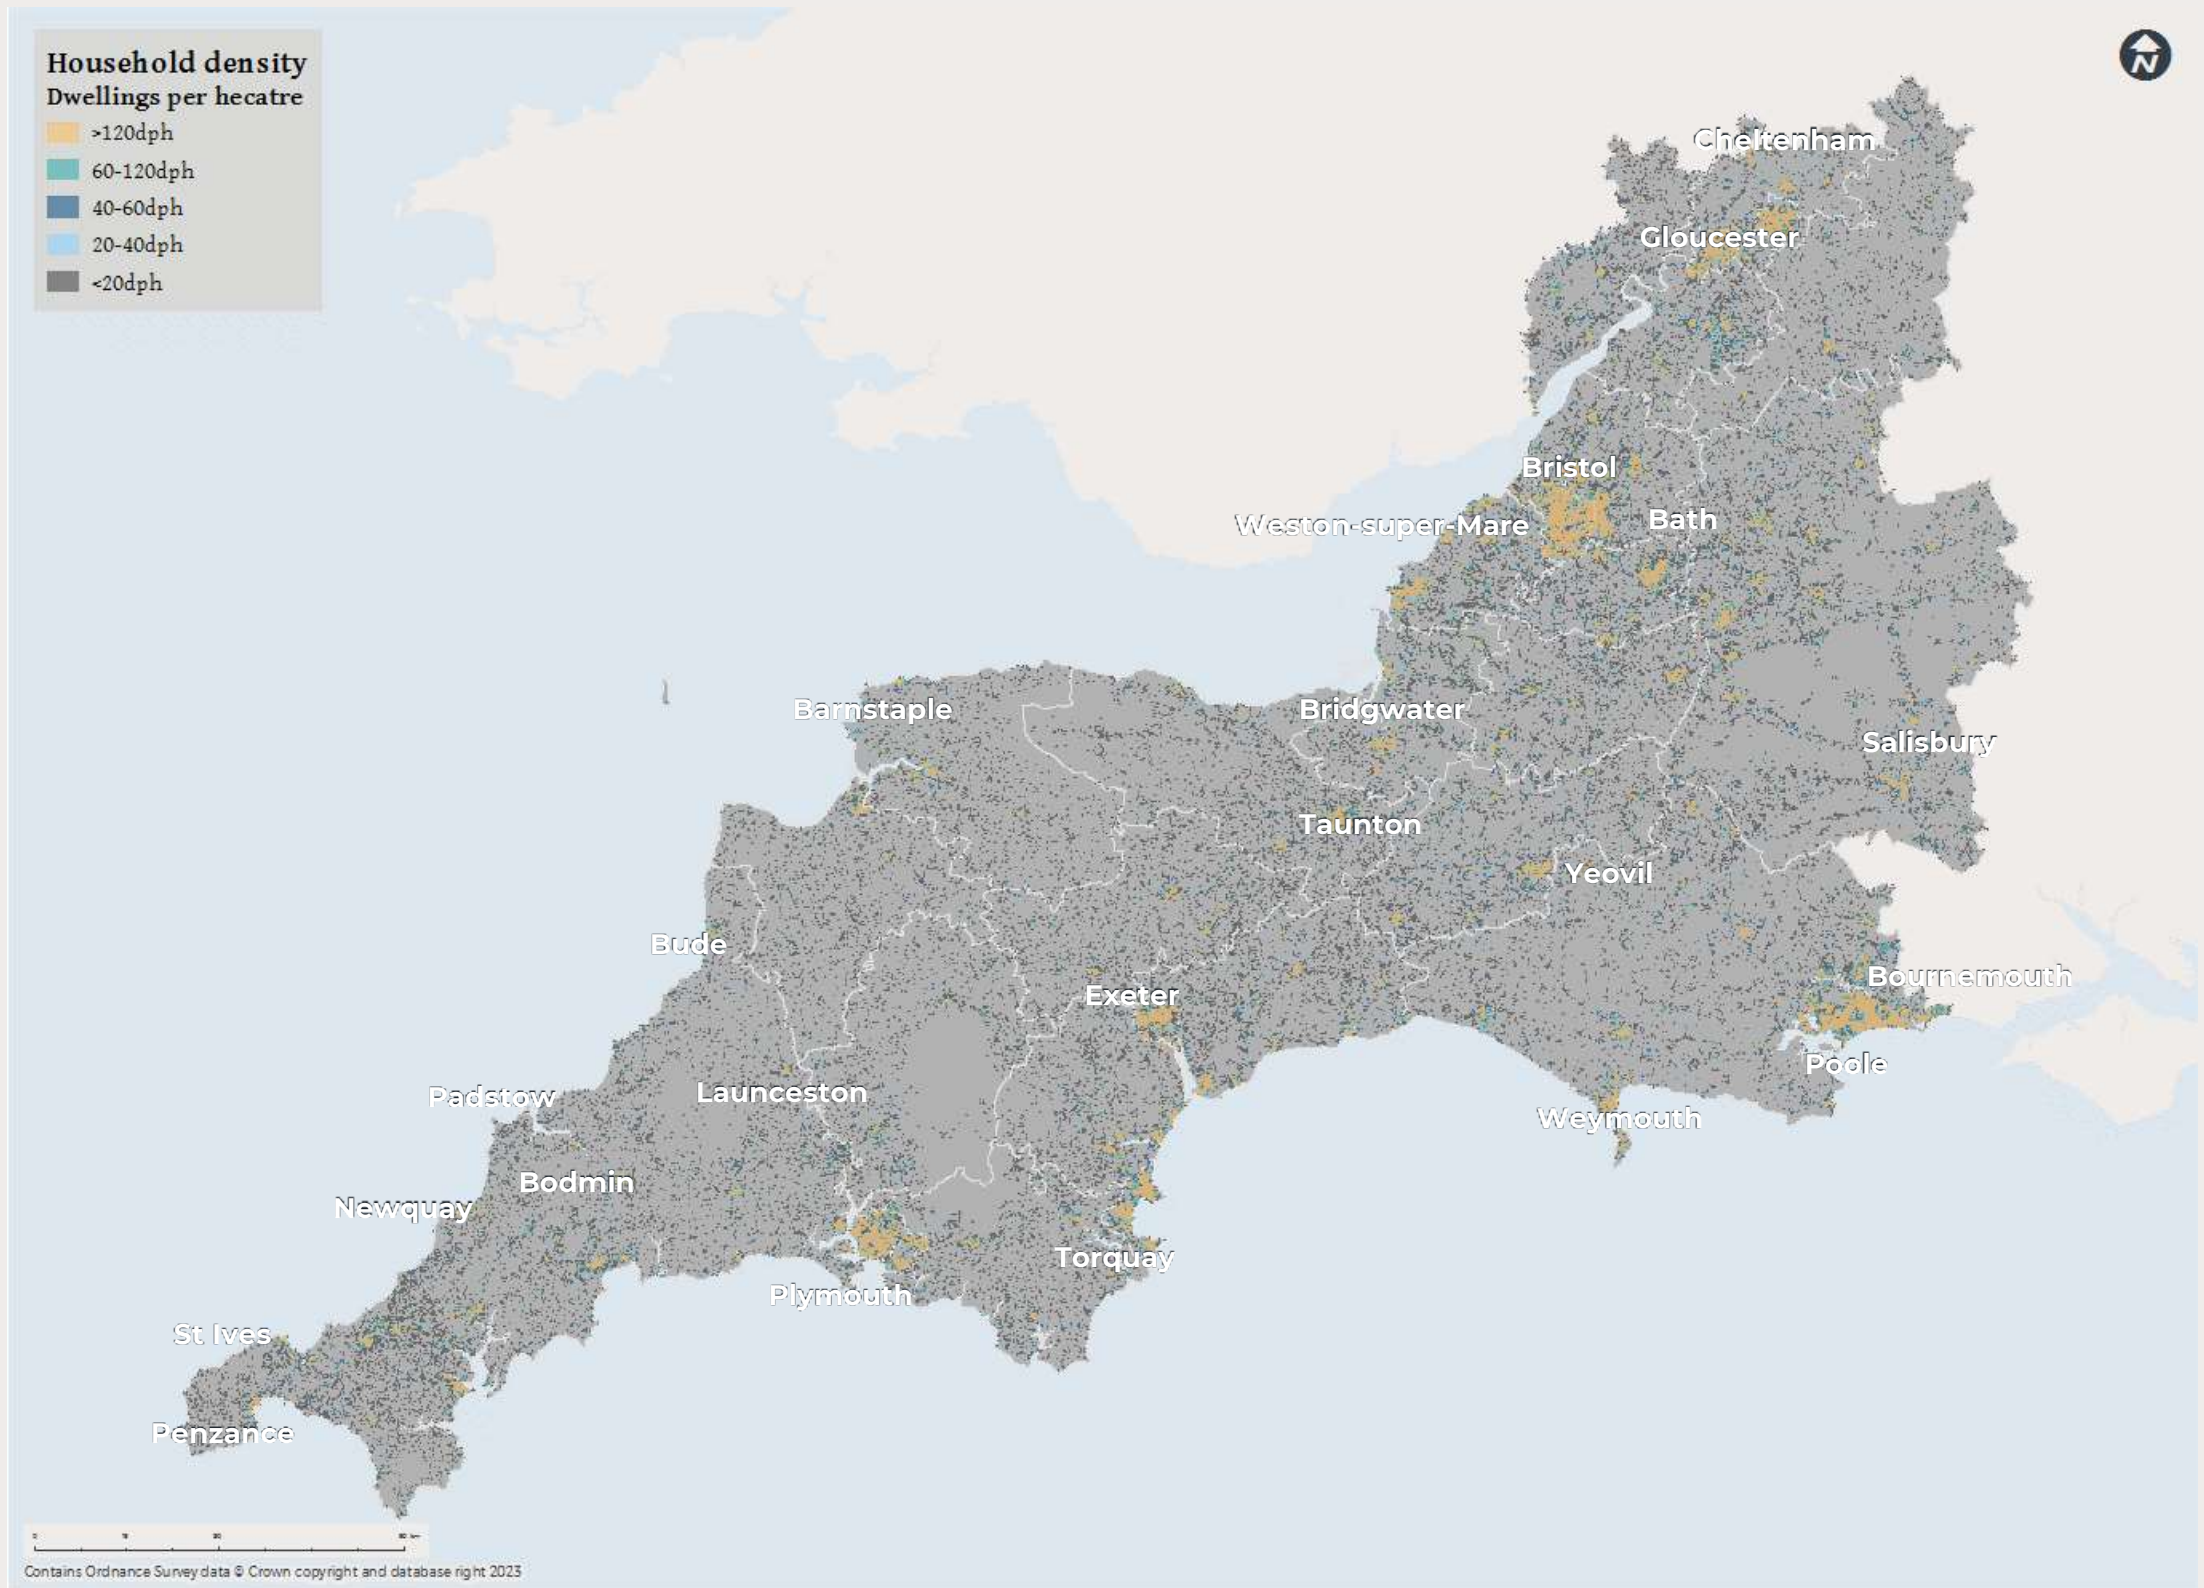 Household density
Dwellings per hecatre
>120dph
60-120dph
40-60dph
20-40dph
<20dph
N
Cheltenham
Gloucester
Bristol
Weston-super-Mare
Bath
Barnstaple
Bridgwater
Salisbury
Taunton
Yeovil
Bude
Bournemouth
Exeter
Poole
Launceston
Padstow
Weymouth
Bodmin
Newquay
Torquay
Plymouth
St Ives
Penzance
Contains Ordnance Survey data © Crown copyright and database right 2023